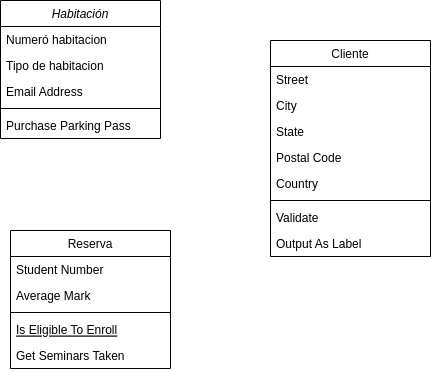 Habitación
Numeró habitacion
Tipo de habitacion
Email Address
Purchase Parking Pass
Cliente
Street
City
State
Postal Code
Country
Validate
Output As Label
Reserva
Student Number
Average Mark
Is Eligible To Enroll
Get Seminars Taken